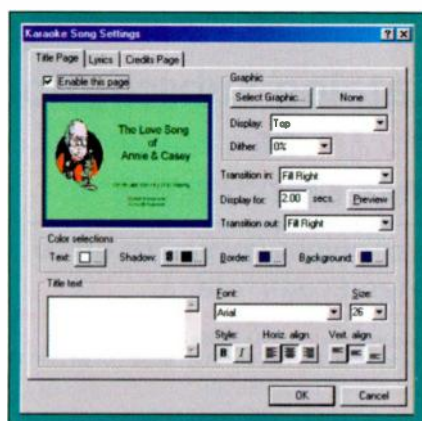 Karaoke Song Settings
Title Page
Lyrics
Credits Page
Enable this page
The Love Song
of
Annie & Casey
Graphic
Select Graphic...
None
Display: Top
Dither: 0%
Transition in: Fill Right
Display for: 2.00 secs.
Preview
Transition out: Fill Right
Color selections
Text: ...
Shadow: ...
Border: ...
Background: ...
Title text
Font:
Size:
Arial
26
Style:
Horiz. align
Vert. align
B
I
OK
Cancel